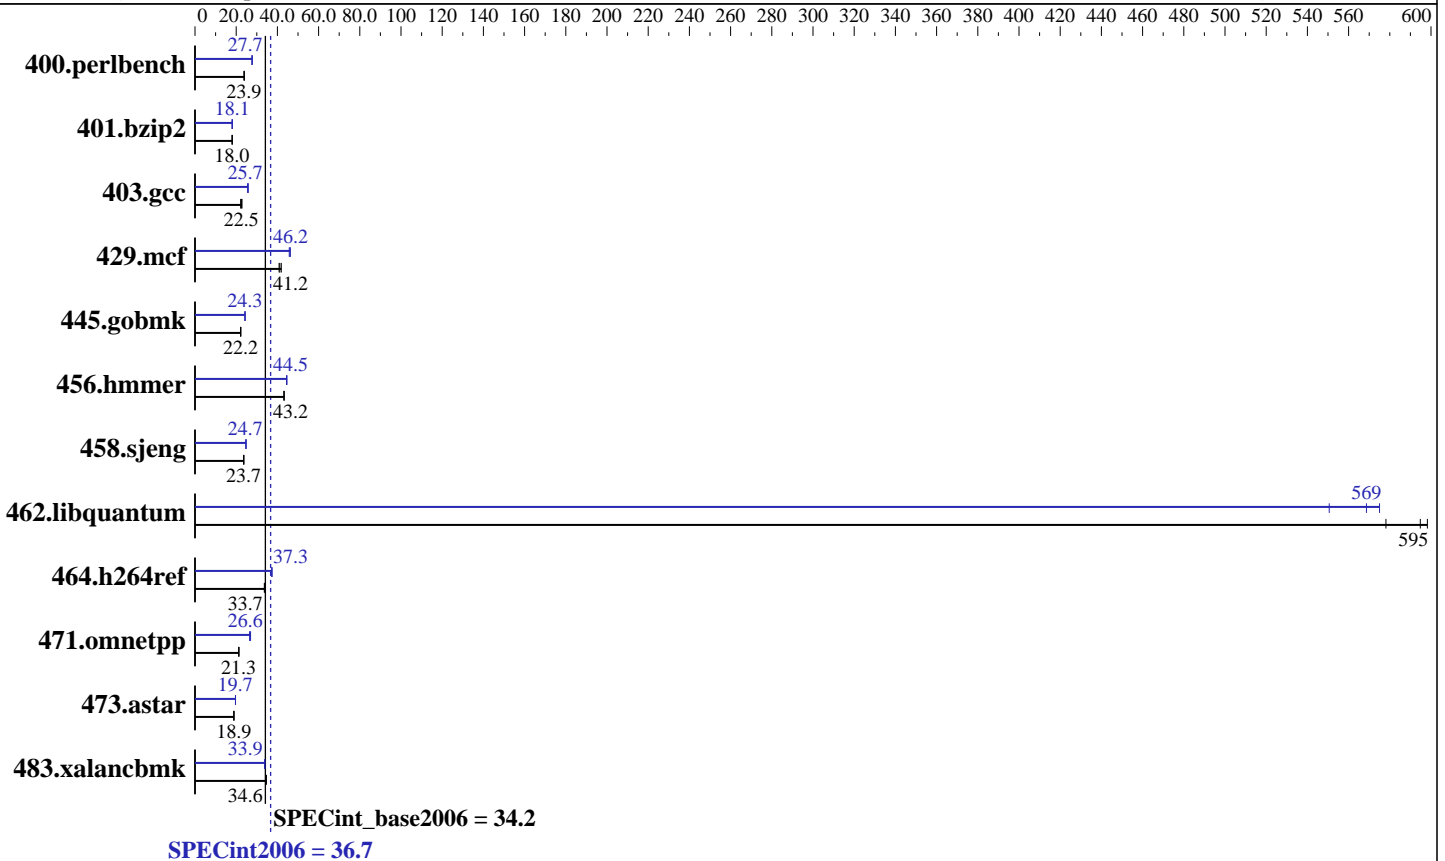 0 20.0 40.0 60.0 80.0 100 120 140 160 180 200 220 240 260 280 300 320 340 360 380 400 420 440 460 480 500 520 540 560 600
27.7
400.perlbench
23.9
18.1
401.bzip2
18.0
25.7
403.gcc
22.5
46.2
429.mcf
41.2
24.3
445.gobmk
22.2
44.5
456.hmmer
43.2
24.7
458.sjeng
23.7
569
462.libquantum
595
37.3
464.h264ref
33.7
26.6
471.omnetpp
21.3
19.7
473.astar
18.9
33.9
483.xalancbmk
34.6
SPECint_base2006 = 34.2
SPECint2006 = 36.7